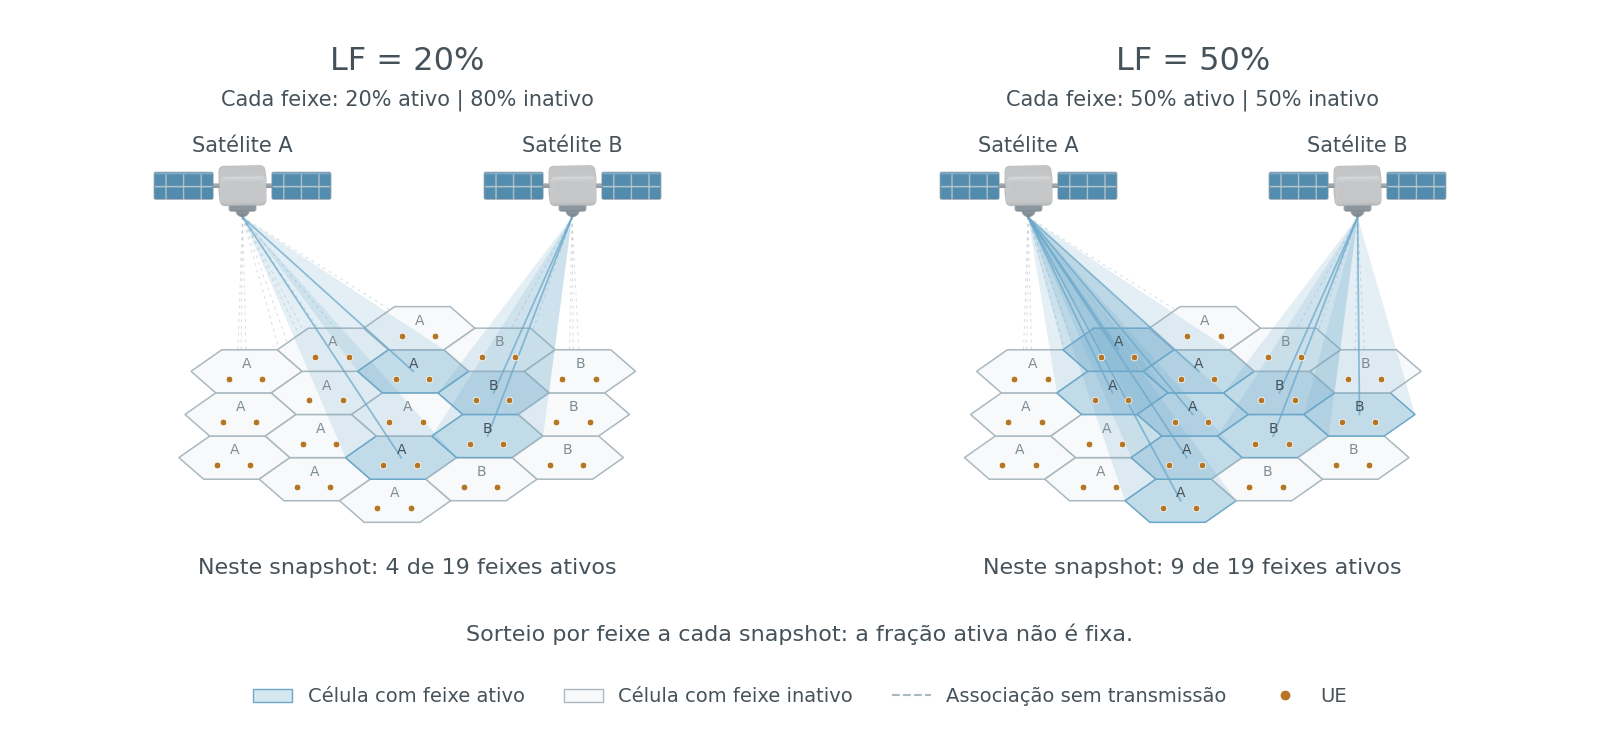 LF = 20%
Cada feixe: 20% ativo | 80% inativo
Satélite A
Satélite B
A
A
B
A
A
B
B
A
A
A
B
A
B
A
A
B
A
B
A
Neste snapshot: 4 de 19 feixes ativos
LF = 50%
Cada feixe: 50% ativo | 50% inativo
Satélite A
Satélite B
A
A
B
A
A
B
A
B
A
A
B
A
B
A
A
B
A
B
A
Neste snapshot: 9 de 19 feixes ativos
Sorteio por feixe a cada snapshot: a fração ativa não é fixa.
Célula com feixe ativo
Célula com feixe inativo
Associação sem transmissão
UE